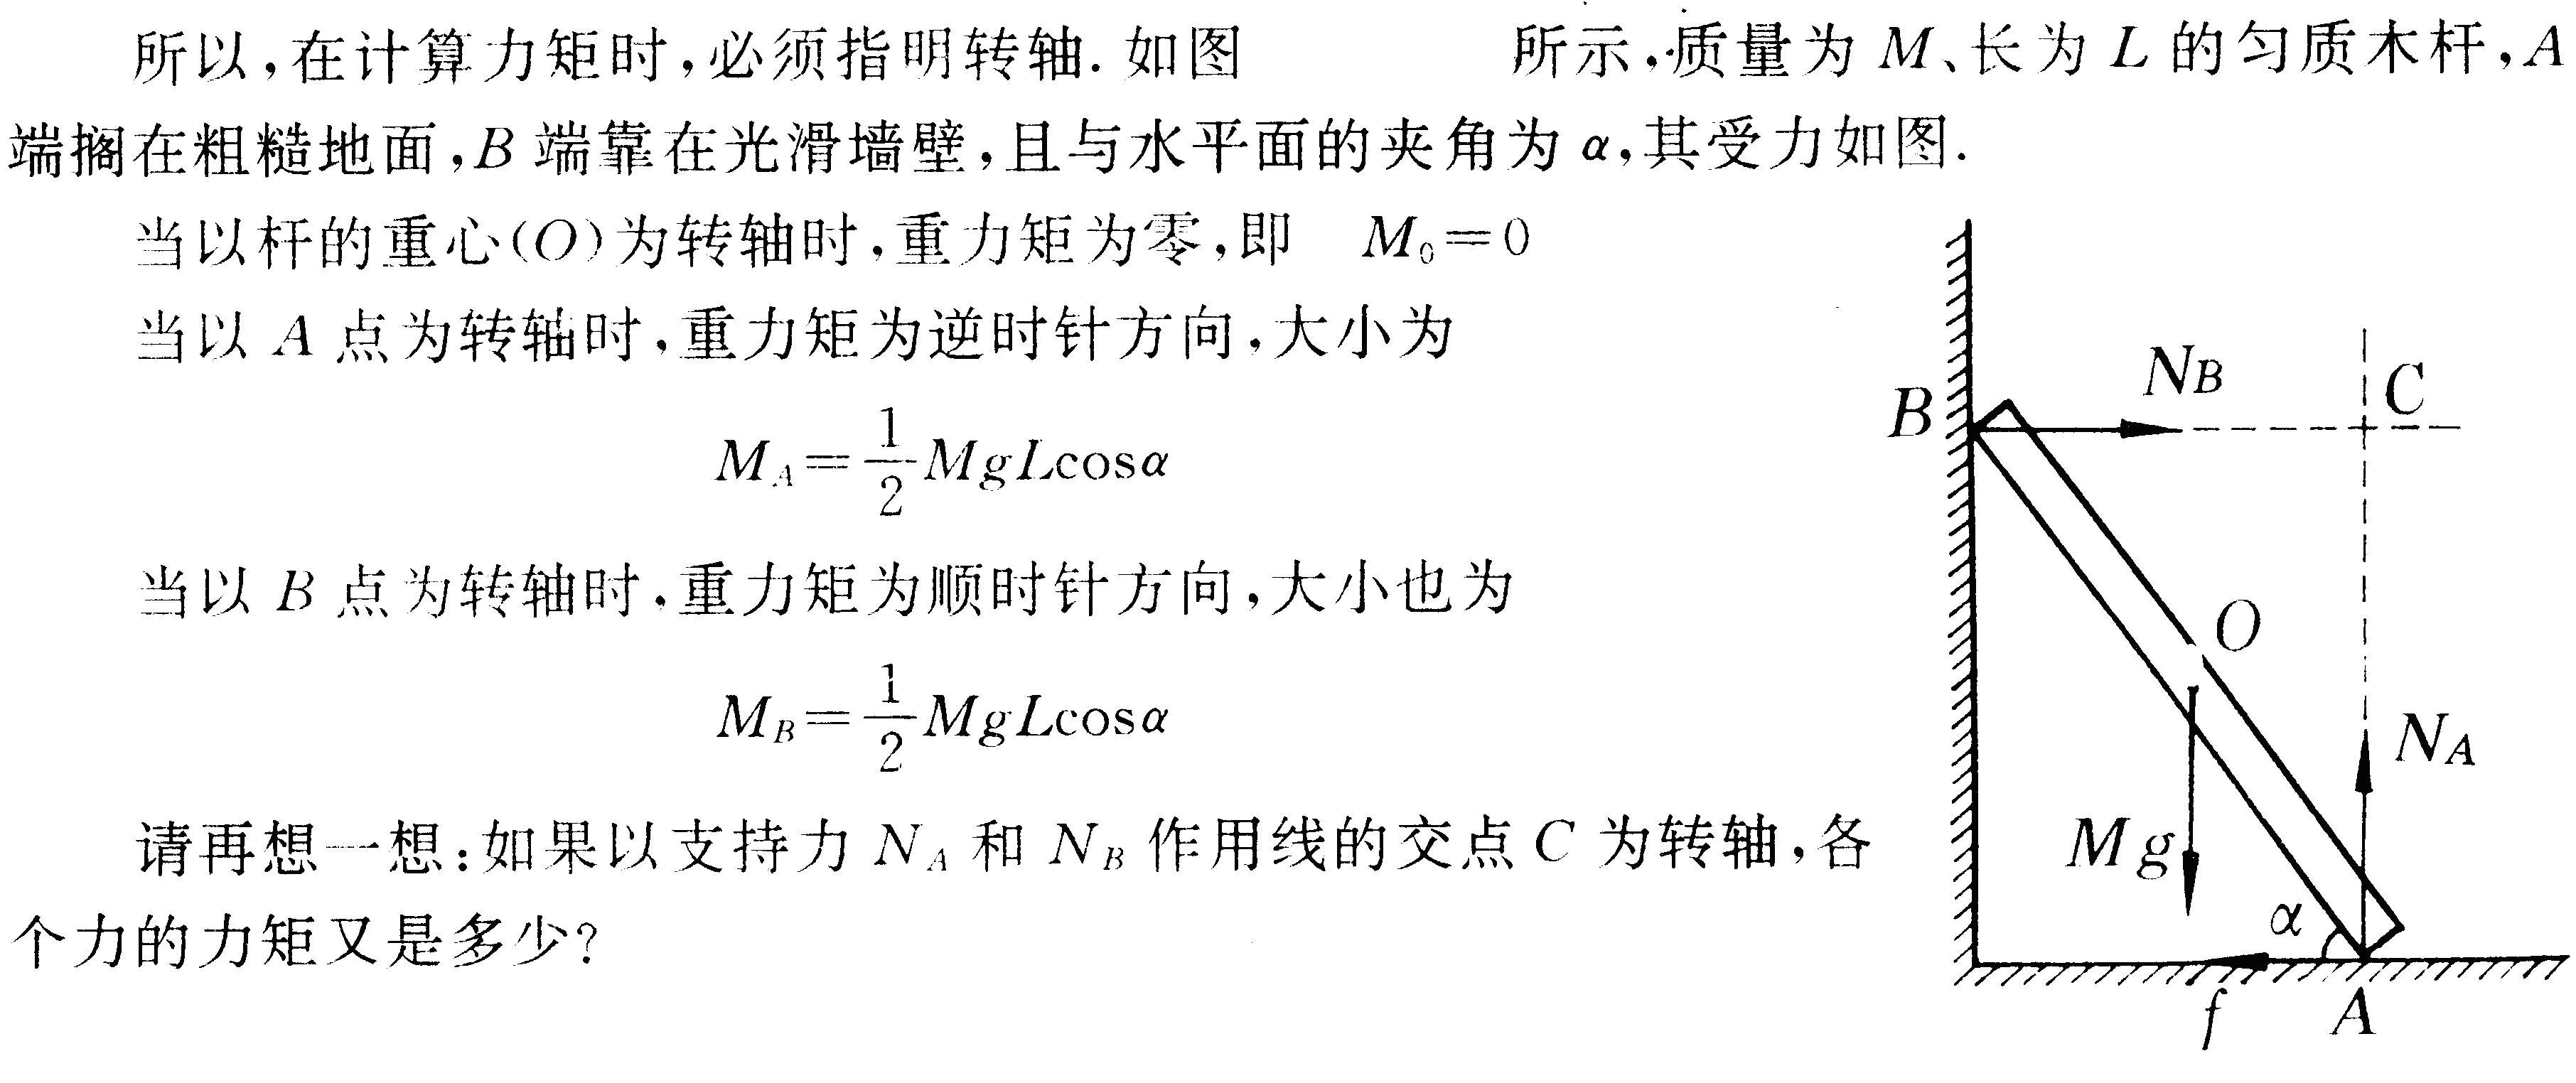 所以,在计算力矩时,必须指明转轴.如图 所示,质量为 M、长为 L 的匀质木杆,A
端搁在粗糙地面,B 端靠在光滑墙壁,且与水平面的夹角为 α,其受力如图.
当以杆的重心(O)为转轴时,重力矩为零,即 M₀=0
当以 A 点为转轴时,重力矩为逆时针方向,大小为
M_A=1/2 MgLcosα
当以 B 点为转轴时,重力矩为顺时针方向,大小也为
M_B=1/2 MgLcosα
请再想一想:如果以支持力 N_A 和 N_B 作用线的交点 C 为转轴,各
个力的力矩又是多少?
B
N_B
C
O
N_A
Mg
α
f
A